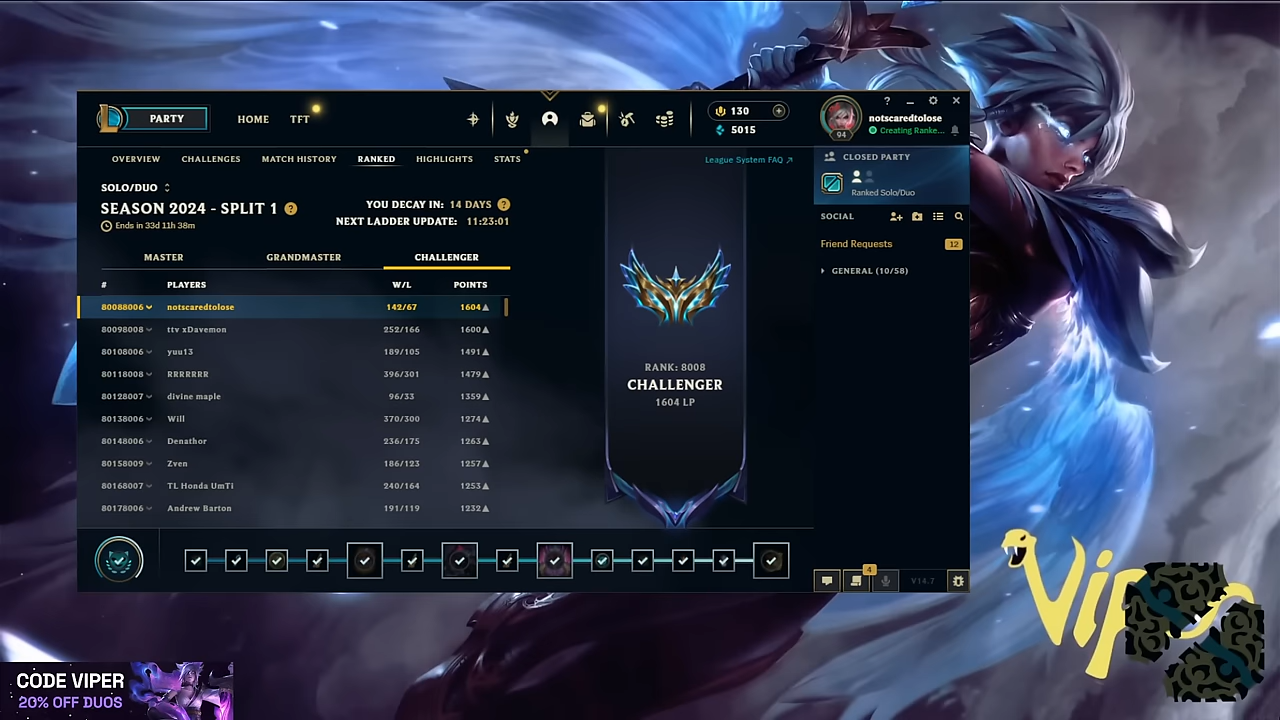 PARTY
HOME
TFT
130
5015
94
notscaredtolose
Creating Ranke...
OVERVIEW
CHALLENGES
MATCH HISTORY
RANKED
HIGHLIGHTS
STATS
League System FAQ
CLOSED PARTY
Ranked Solo/Duo
SOLO/DUO
SEASON 2024 - SPLIT 1
Ends in 33d 11h 38m
YOU DECAY IN: 14 DAYS
NEXT LADDER UPDATE: 11:23:01
SOCIAL
Friend Requests
12
GENERAL (10/58)
MASTER
GRANDMASTER
CHALLENGER
# PLAYERS W/L POINTS
80088006 notscaredtolose 142/67 1604
80098008 ttv xDavemon 252/166 1600
80108006 yuu13 189/105 1491
80118008 RRRRRRR 396/301 1479
80128007 divine maple 96/33 1359
80138006 Will 370/300 1274
80148006 Denathor 236/175 1263
80158009 Zven 186/123 1257
80168007 TL Honda UmTi 240/164 1253
80178006 Andrew Barton 191/119 1232
RANK: 8008
CHALLENGER
1604 LP
4
V14.7
CODE VIPER
20% OFF DUOS